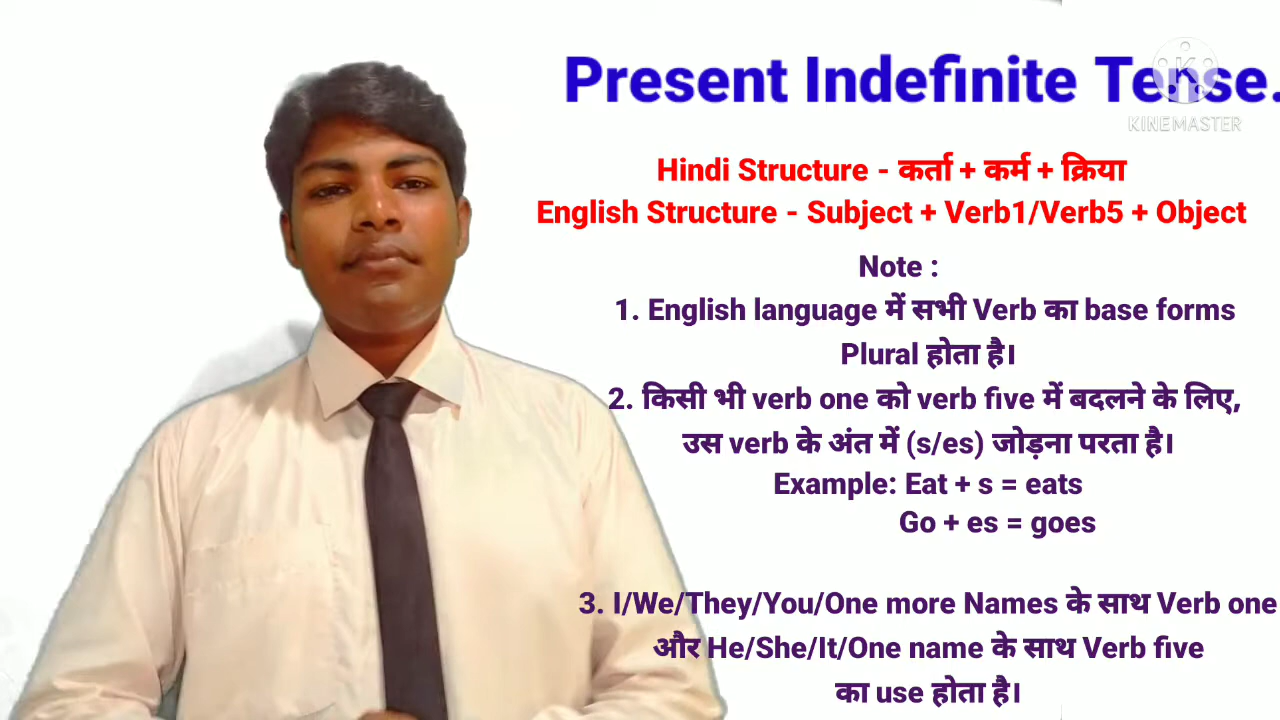 Present Indefinite Tense.
KINEMASTER
Hindi Structure - कर्ता + कर्म + क्रिया
English Structure - Subject + Verb1/Verb5 + Object
Note :
1. English language में सभी Verb का base forms
Plural होता है।
2. किसी भी verb one को verb five में बदलने के लिए,
उस verb के अंत में (s/es) जोड़ना परता है।
Example: Eat + s = eats
Go + es = goes
3. I/We/They/You/One more Names के साथ Verb one
और He/She/It/One name के साथ Verb five
का use होता है।